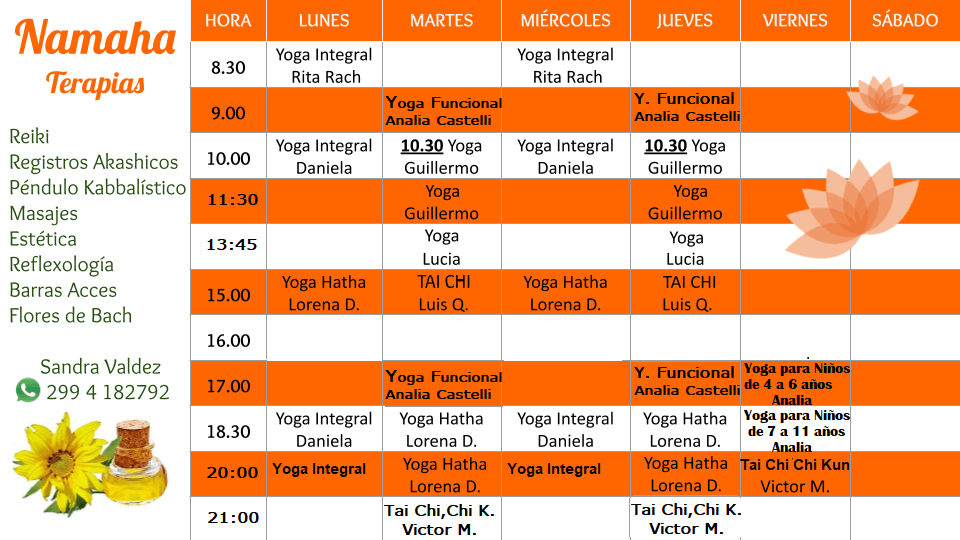 Namaha
Terapias
Reiki
Registros Akashicos
Péndulo Kabbalístico
Masajes
Estética
Reflexología
Barras Acces
Flores de Bach
Sandra Valdez
299 4 182792
HORA LUNES MARTES MIÉRCOLES JUEVES VIERNES SÁBADO
8.30
Yoga Integral
Rita Rach
Yoga Integral
Rita Rach
9.00
Yoga Funcional
Analia Castelli
Y. Funcional
Analia Castelli
10.00
Yoga Integral
Daniela
10.30 Yoga
Guillermo
Yoga Integral
Daniela
10.30 Yoga
Guillermo
11:30
Yoga
Guillermo
Yoga
Guillermo
13:45
Yoga
Lucia
Yoga
Lucia
15.00
Yoga Hatha
Lorena D.
TAI CHI
Luis Q.
Yoga Hatha
Lorena D.
TAI CHI
Luis Q.
16.00
17.00
Yoga Funcional
Analia Castelli
Y. Funcional
Analia Castelli
Yoga para Niños
de 4 a 6 años
Analia
18.30
Yoga Integral
Daniela
Yoga Hatha
Lorena D.
Yoga Integral
Daniela
Yoga Hatha
Lorena D.
Yoga para Niños
de 7 a 11 años
Analia
20:00
Yoga Integral
Yoga Hatha
Lorena D.
Yoga Integral
Yoga Hatha
Lorena D.
Tai Chi Chi Kun
Victor M.
21:00
Tai Chi,Chi K.
Victor M.
Tai Chi,Chi K.
Victor M.